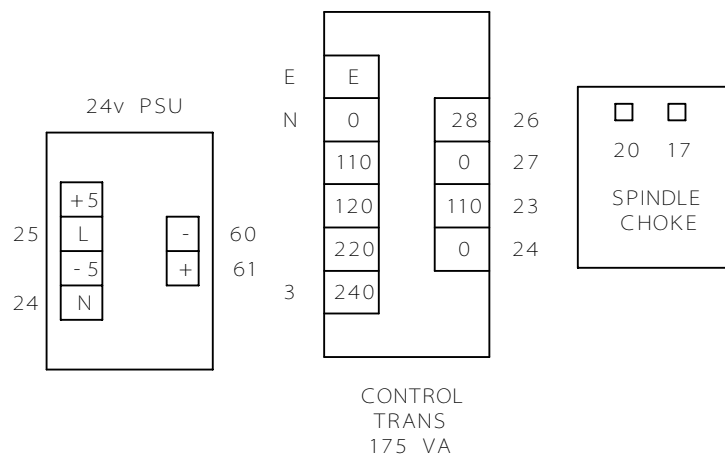 24v PSU
+5
25 L - 60
-5 + 61
24 N
E E
N 0 28 26
110 0 27
120 110 23
220 0 24
3 240
CONTROL
TRANS
175 VA
20 17
SPINDLE
CHOKE